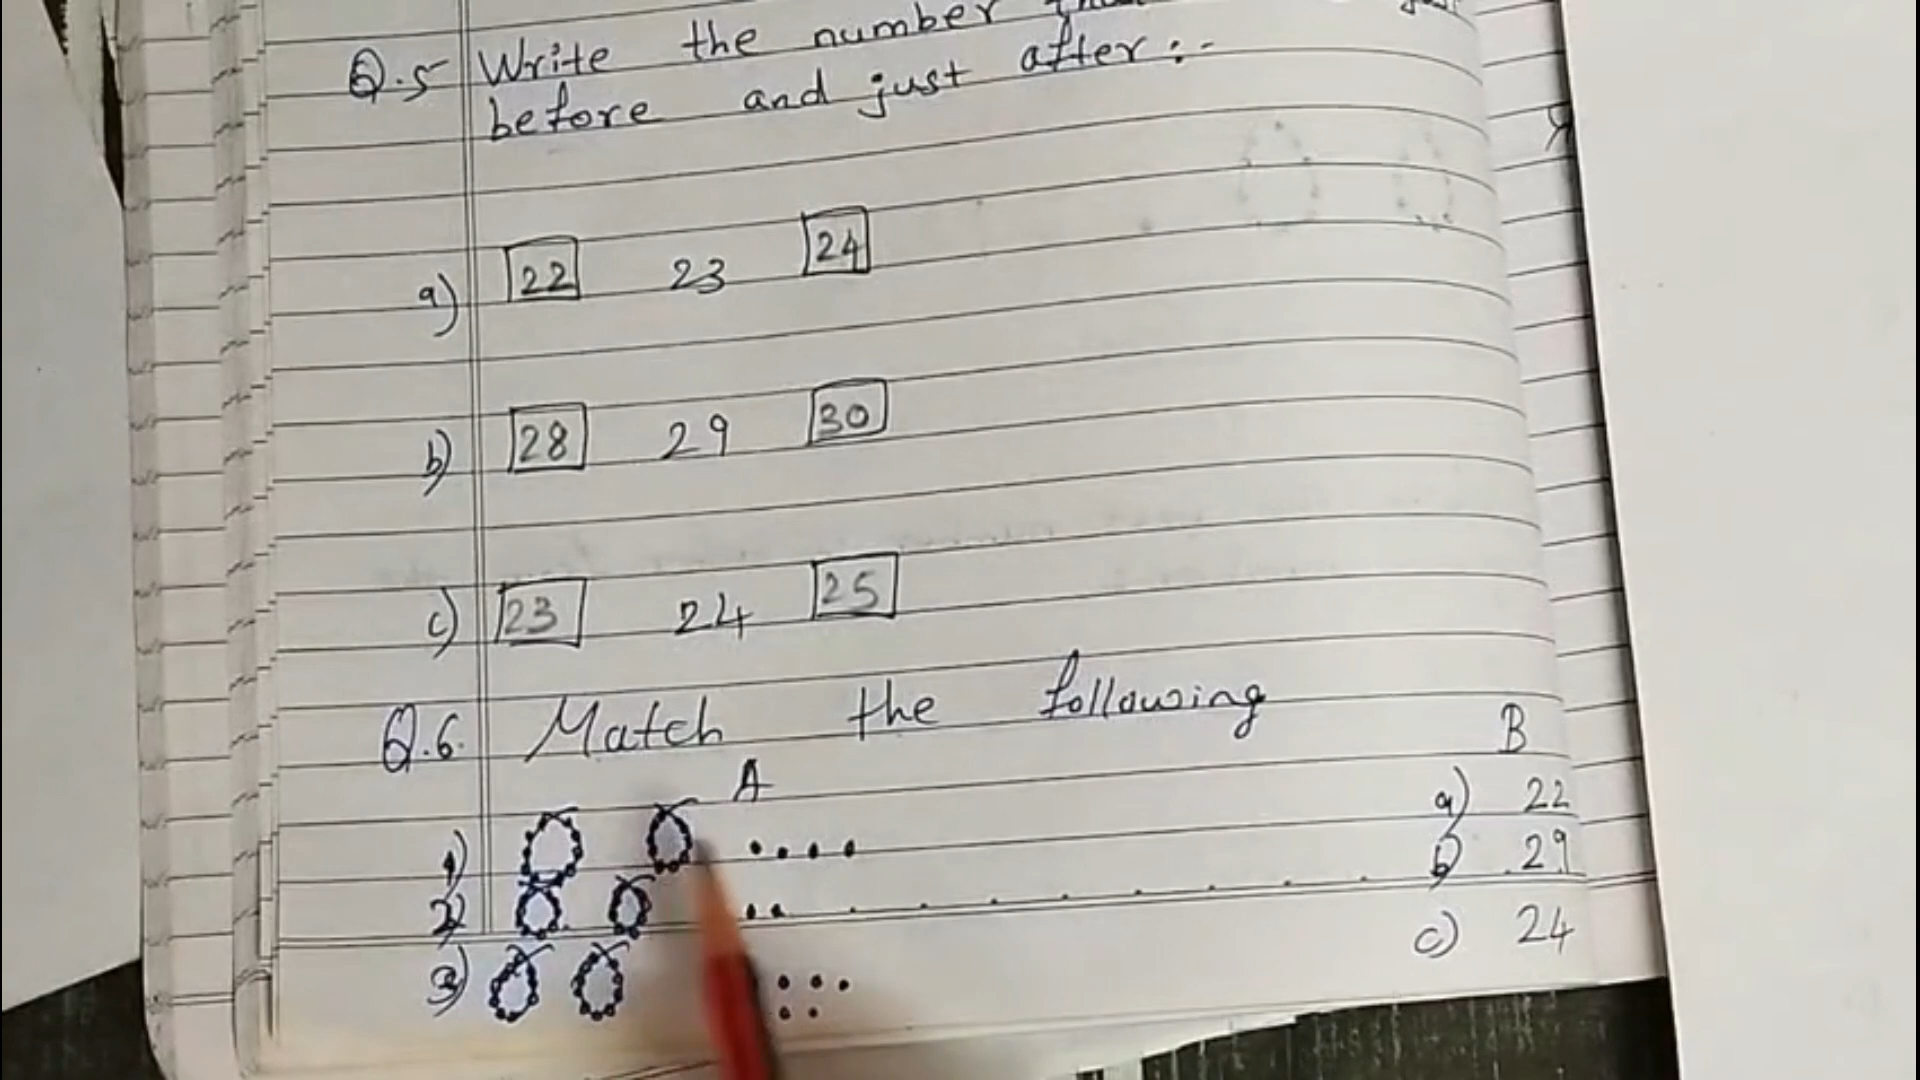 Q.5 Write the number
before and just after :-
a) 22 23 24
b) 28 29 30
c) 23 24 25
Q.6. Match the following
A B
1) a) 22
2) b) 29
3) c) 24